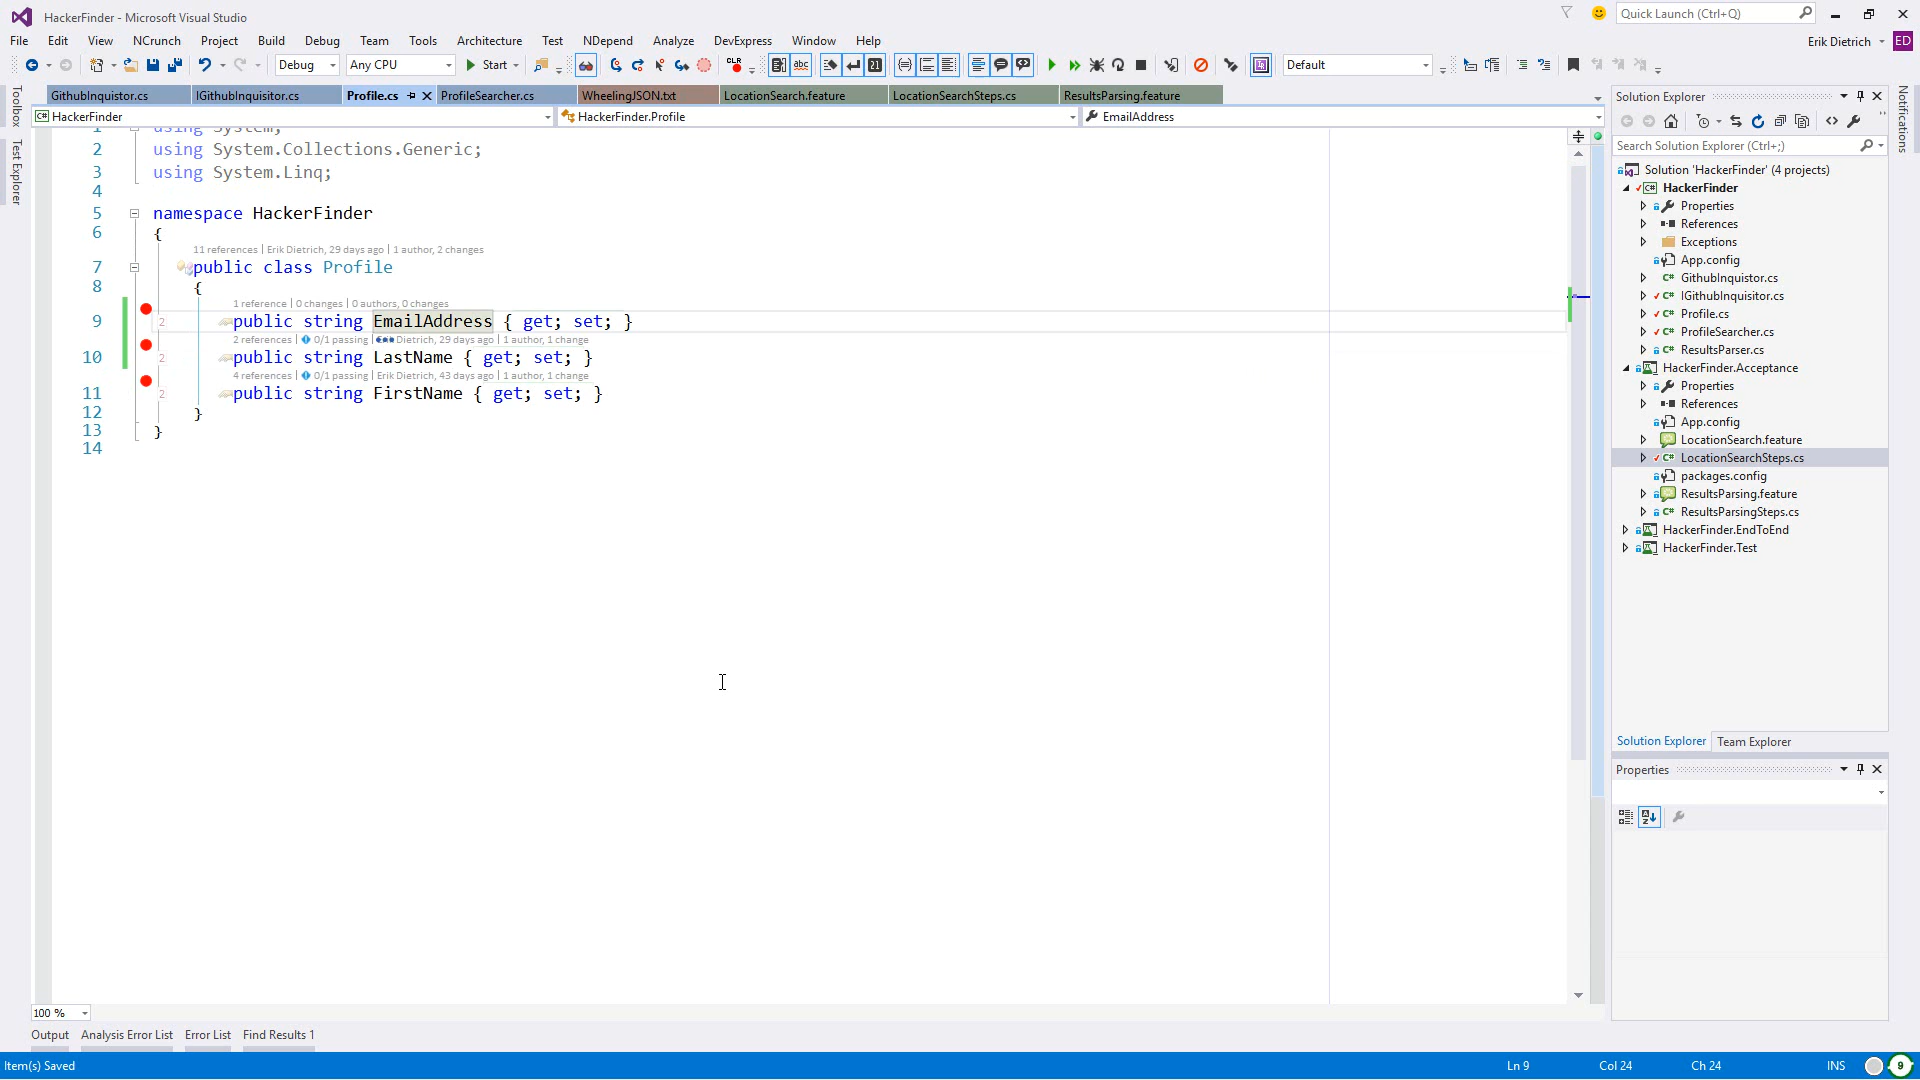 HackerFinder - Microsoft Visual Studio
Quick Launch (Ctrl+Q)
File Edit View NCrunch Project Build Debug Team Tools Architecture Test NDepend Analyze DevExpress Window Help
Erik Dietrich ED
Debug Any CPU Start CLR abc 21 Default
Toolbox
Test Explorer
Notifications
GithubInquistor.cs IGithubInquisitor.cs Profile.cs ProfileSearcher.cs WheelingJSON.txt LocationSearch.feature LocationSearchSteps.cs ResultsParsing.feature
C# HackerFinder HackerFinder.Profile EmailAddress
1 using System;
2 using System.Collections.Generic;
3 using System.Linq;
4
5 namespace HackerFinder
6 {
11 references | Erik Dietrich, 29 days ago | 1 author, 2 changes
7 public class Profile
8 {
1 reference | 0 changes | 0 authors, 0 changes
9 2 public string EmailAddress { get; set; }
2 references | 0/1 passing | Dietrich, 29 days ago | 1 author, 1 change
10 2 public string LastName { get; set; }
4 references | 0/1 passing | Erik Dietrich, 43 days ago | 1 author, 1 change
11 2 public string FirstName { get; set; }
12 }
13 }
14
Solution Explorer
Search Solution Explorer (Ctrl+;)
Solution 'HackerFinder' (4 projects)
C# HackerFinder
Properties
References
Exceptions
App.config
C# GithubInquistor.cs
C# IGithubInquisitor.cs
C# Profile.cs
C# ProfileSearcher.cs
C# ResultsParser.cs
HackerFinder.Acceptance
Properties
References
App.config
LocationSearch.feature
C# LocationSearchSteps.cs
packages.config
ResultsParsing.feature
C# ResultsParsingSteps.cs
HackerFinder.EndToEnd
HackerFinder.Test
Solution Explorer Team Explorer
Properties
100 %
Output Analysis Error List Error List Find Results 1
Item(s) Saved Ln 9 Col 24 Ch 24 INS 9